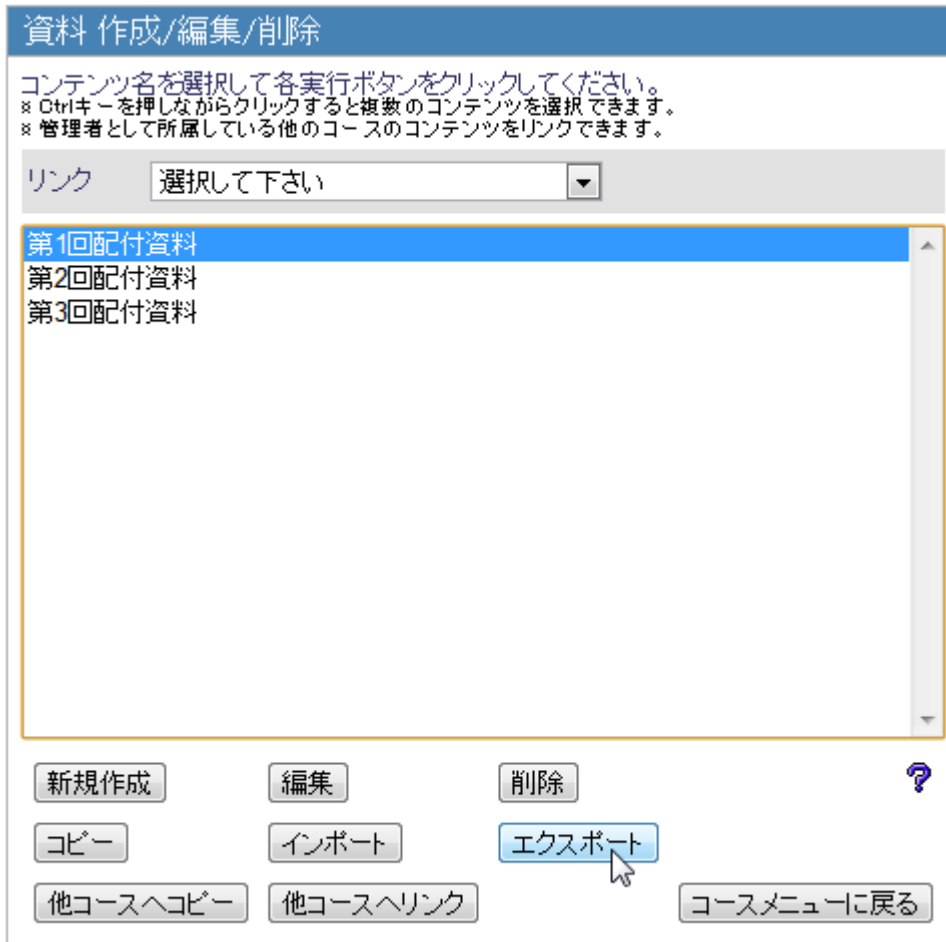 資料 作成/編集/削除
コンテンツ名を選択して各実行ボタンをクリックしてください。
※ Ctrlキーを押しながらクリックすると複数のコンテンツを選択できます。
※ 管理者として所属している他のコースのコンテンツをリンクできます。
リンク 選択して下さい
第1回配付資料
第2回配付資料
第3回配付資料
新規作成 編集 削除 ?
コピー インポート エクスポート
他コースへコピー 他コースへリンク コースメニューに戻る